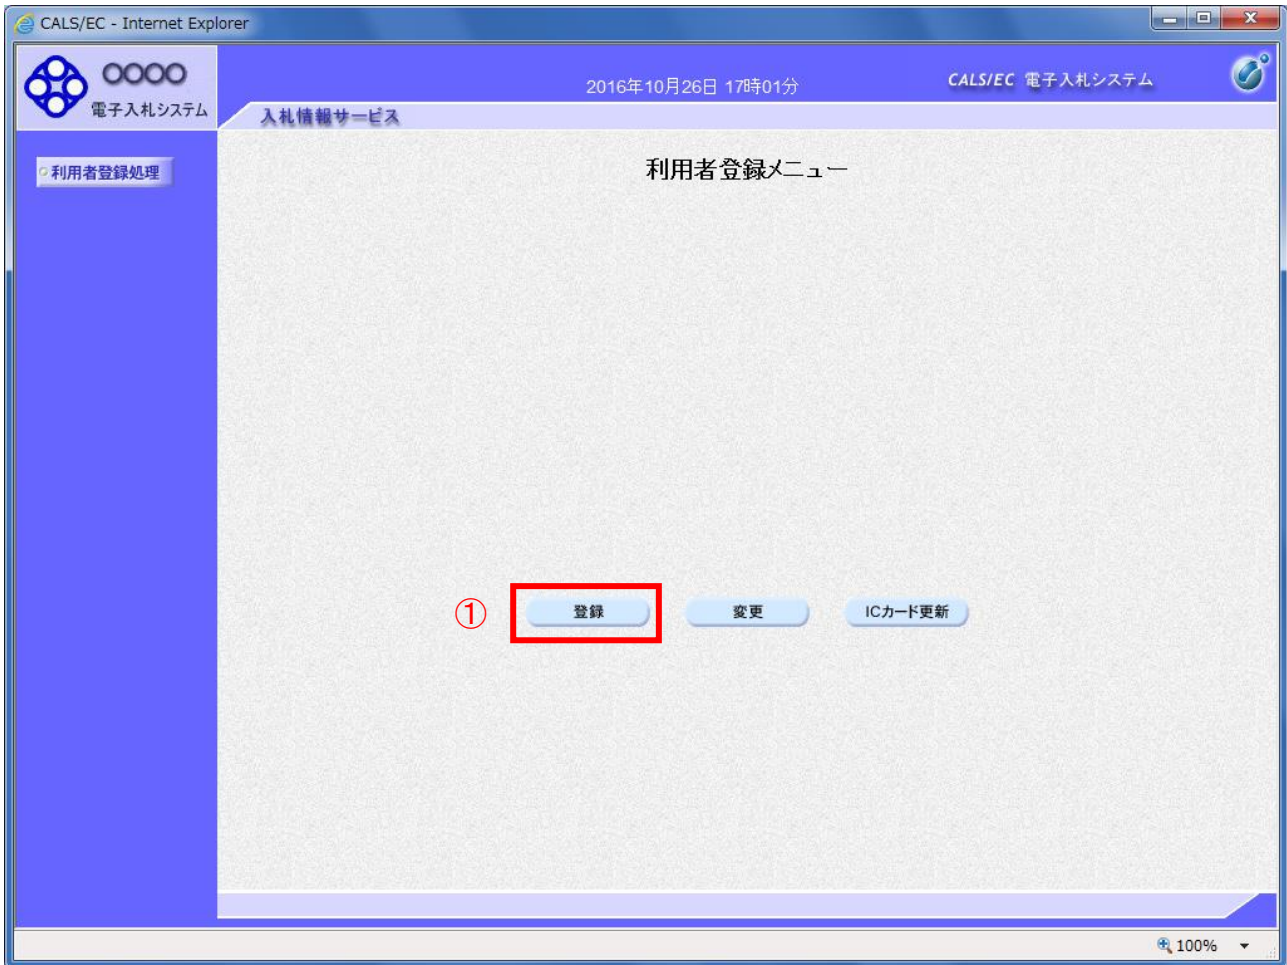 CALS/EC - Internet Explorer
〇〇〇〇
電子入札システム
2016年10月26日 17時01分
CALS/EC 電子入札システム
入札情報サービス
利用者登録処理
利用者登録メニュー
① 登録 変更 ICカード更新
100%